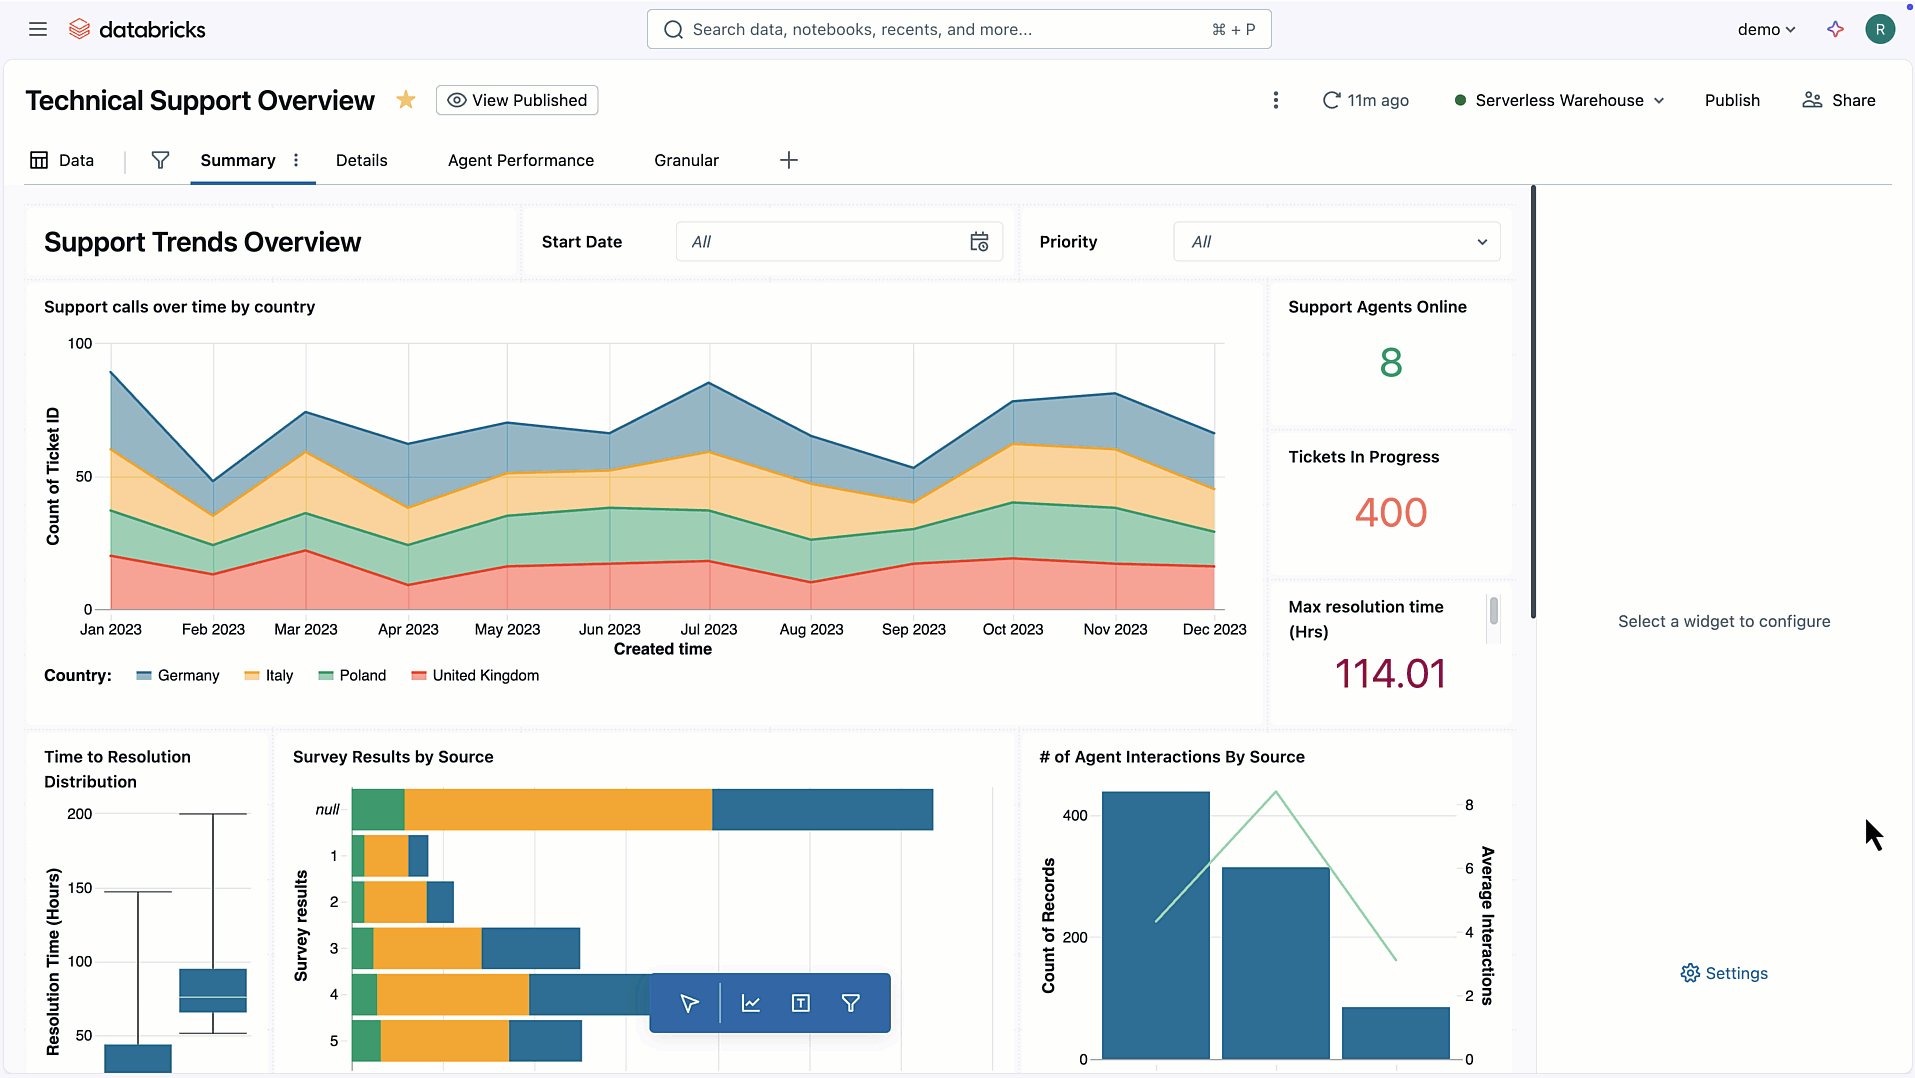 databricks
Search data, notebooks, recents, and more...
⌘ + P
demo
R
Technical Support Overview
View Published
11m ago
Serverless Warehouse
Publish
Share
Data
Summary
Details
Agent Performance
Granular
Support Trends Overview
Start Date
All
Priority
All
Support calls over time by country
100
50
0
Count of Ticket ID
Jan 2023
Feb 2023
Mar 2023
Apr 2023
May 2023
Jun 2023
Jul 2023
Aug 2023
Sep 2023
Oct 2023
Nov 2023
Dec 2023
Created time
Country:
Germany
Italy
Poland
United Kingdom
Support Agents Online
8
Tickets In Progress
400
Max resolution time
(Hrs)
114.01
Select a widget to configure
Settings
Time to Resolution
Distribution
200
150
100
50
Resolution Time (Hours)
Survey Results by Source
Survey results
null
1
2
3
4
5
T
# of Agent Interactions By Source
400
200
0
Count of Records
8
6
4
2
0
Average Interactions